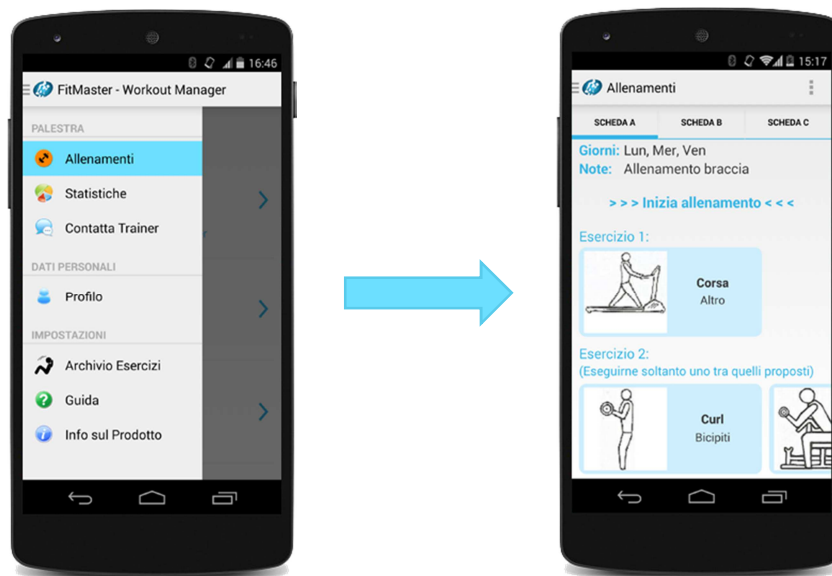 16:46
FitMaster - Workout Manager
PALESTRA
Allenamenti
Statistiche
Contatta Trainer
DATI PERSONALI
Profilo
IMPOSTAZIONI
Archivio Esercizi
Guida
Info sul Prodotto
15:17
Allenamenti
SCHEDA A SCHEDA B SCHEDA C
Giorni: Lun, Mer, Ven
Note: Allenamento braccia
> > > Inizia allenamento < < <
Esercizio 1:
Corsa
Altro
Esercizio 2:
(Eseguirne soltanto uno tra quelli proposti)
Curl
Bicipiti